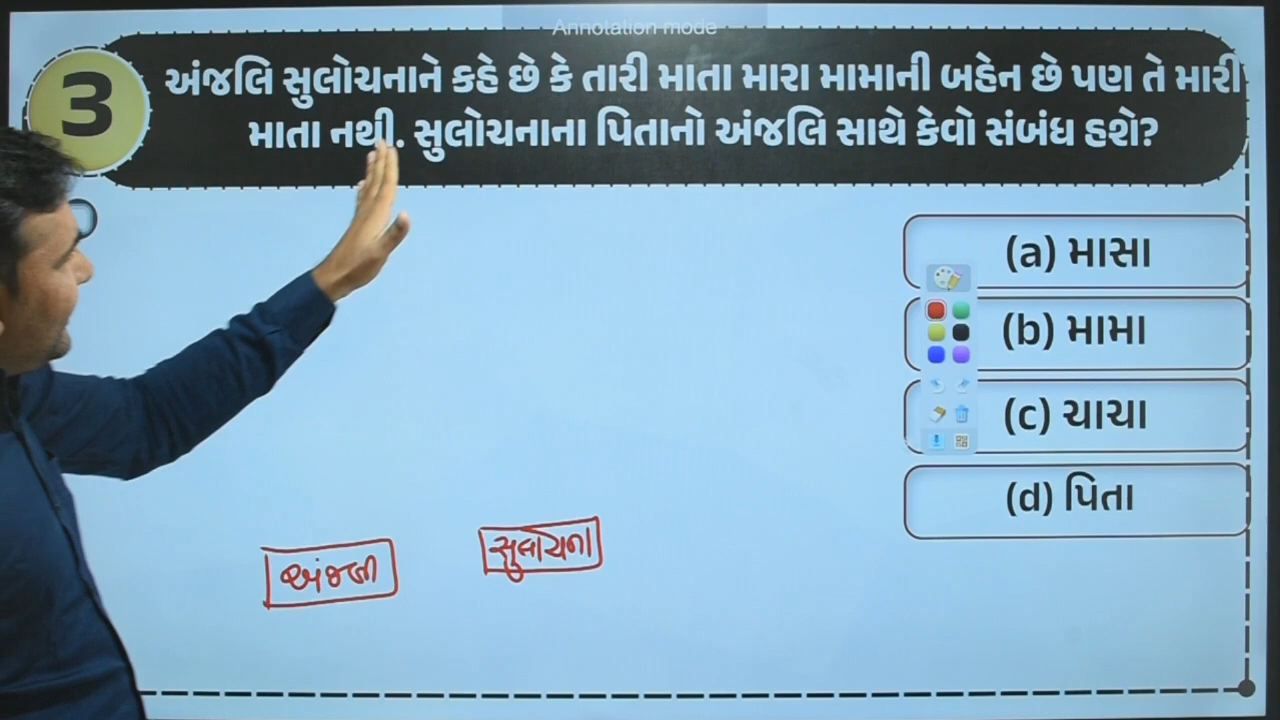 Annotation mode
3
અંજલિ સુલોચનાને કહે છે કે તારી માતા મારા મામાની બહેન છે પણ તે મારી
માતા નથી. સુલોચનાના પિતાનો અંજલિ સાથે કેવો સંબંધ હશે?
(a) માસા
(b) મામા
(c) ચાચા
(d) પિતા
અંજલી
સુલોચના